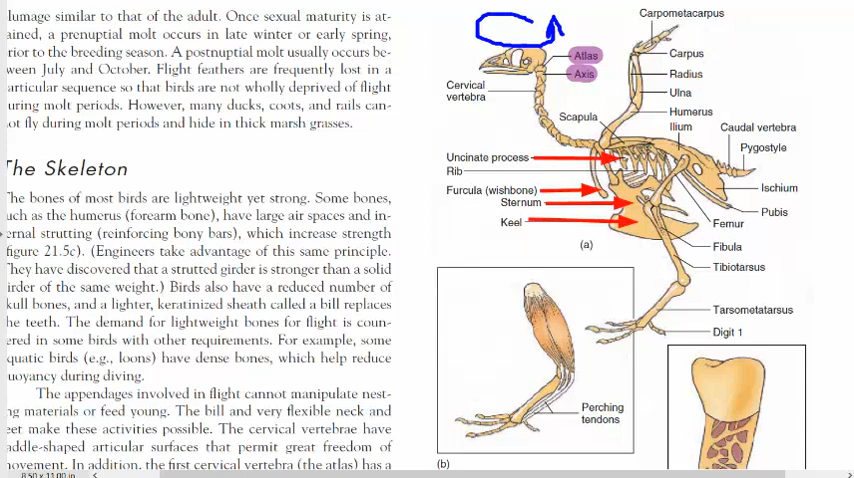 lumage similar to that of the adult. Once sexual maturity is at-
ained, a prenuptial molt occurs in late winter or early spring,
rior to the breeding season. A postnuptial molt usually occurs be-
ween July and October. Flight feathers are frequently lost in a
articular sequence so that birds are not wholly deprived of flight
uring molt periods. However, many ducks, coots, and rails can-
ot fly during molt periods and hide in thick marsh grasses.
The Skeleton
The bones of most birds are lightweight yet strong. Some bones,
uch as the humerus (forearm bone), have large air spaces and in-
ernal strutting (reinforcing bony bars), which increase strength
figure 21.5c). (Engineers take advantage of this same principle.
They have discovered that a strutted girder is stronger than a solid
irder of the same weight.) Birds also have a reduced number of
kull bones, and a lighter, keratinized sheath called a bill replaces
he teeth. The demand for lightweight bones for flight is coun-
ered in some birds with other requirements. For example, some
quatic birds (e.g., loons) have dense bones, which help reduce
uoyancy during diving.
The appendages involved in flight cannot manipulate nest-
ng materials or feed young. The bill and very flexible neck and
eet make these activities possible. The cervical vertebrae have
addle-shaped articular surfaces that permit great freedom of
movement. In addition, the first cervical vertebra (the atlas) has a
Carpometacarpus
Atlas
Axis
Carpus
Radius
Ulna
Cervical
vertebra
Scapula
Humerus
Ilium
Caudal vertebra
Pygostyle
Uncinate process
Rib
Furcula (wishbone)
Sternum
Keel
Ischium
Pubis
Femur
(a)
Fibula
Tibiotarsus
Tarsometatarsus
Digit 1
Perching
tendons
(b)
8.50 x 11.00 in